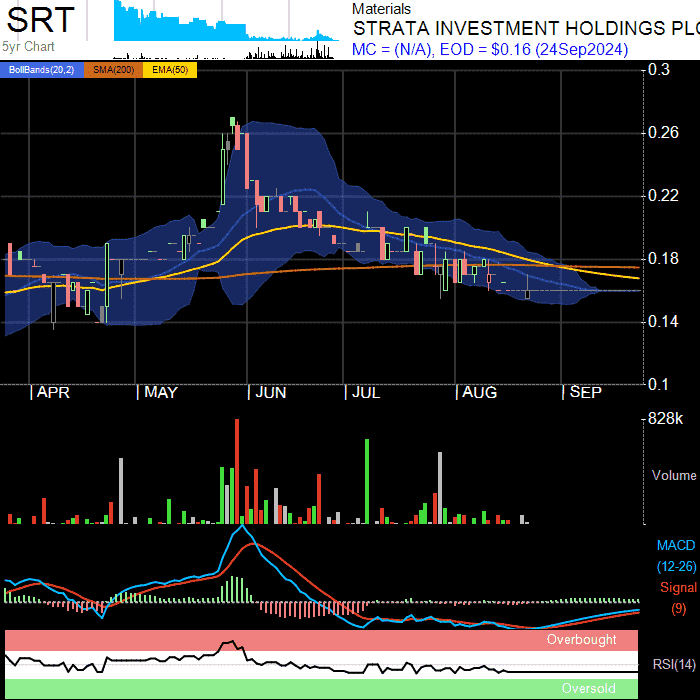 SRT
5yr Chart
Materials
STRATA INVESTMENT HOLDINGS PLC
MC = (N/A), EOD = $0.16 (24Sep2024)
BollBands(20,2) SMA(200) EMA(50)
0.3
0.26
0.22
0.18
0.14
0.1
APR MAY JUN JUL AUG SEP
828k
Volume
MACD
(12-26)
Signal
(9)
Overbought
RSI(14)
Oversold